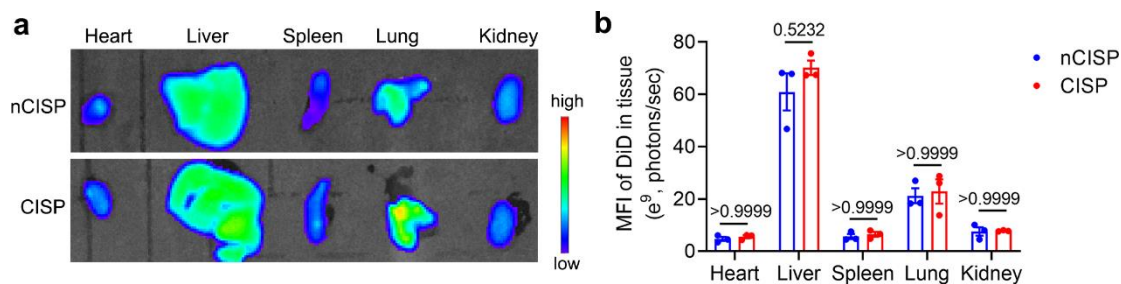 a
Heart Liver Spleen Lung Kidney
nCISP
CISP
high
low
b
MFI of DiD in tissue
(e⁹, photons/sec)
80
60
40
20
0
>0.9999
0.5232
>0.9999
>0.9999
>0.9999
Heart Liver Spleen Lung Kidney
nCISP
CISP